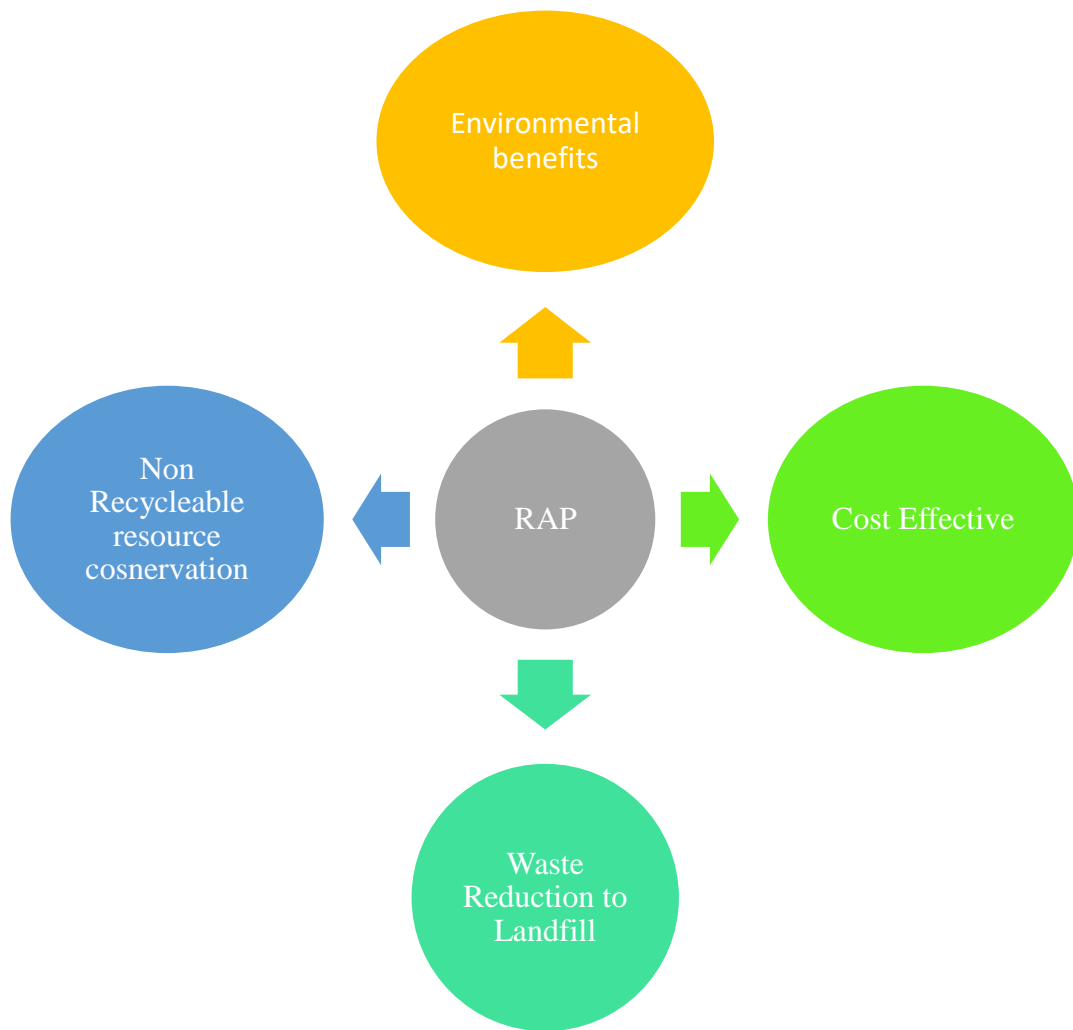 Environmental
benefits
Non
Recycleable
resource
cosnervation
RAP
Cost Effective
Waste
Reduction to
Landfill